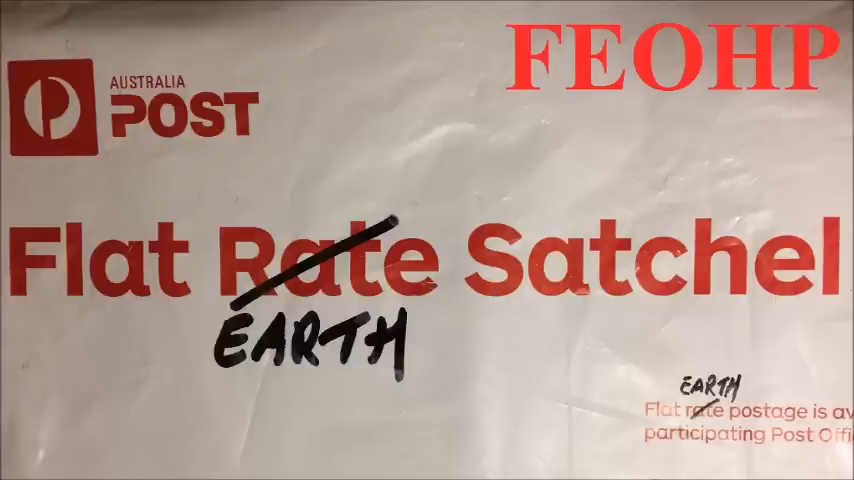 FEOHP
AUSTRALIA
POST
Flat Rate Satchel
EARTH
EARTH
Flat rate postage is av
participating Post Offi